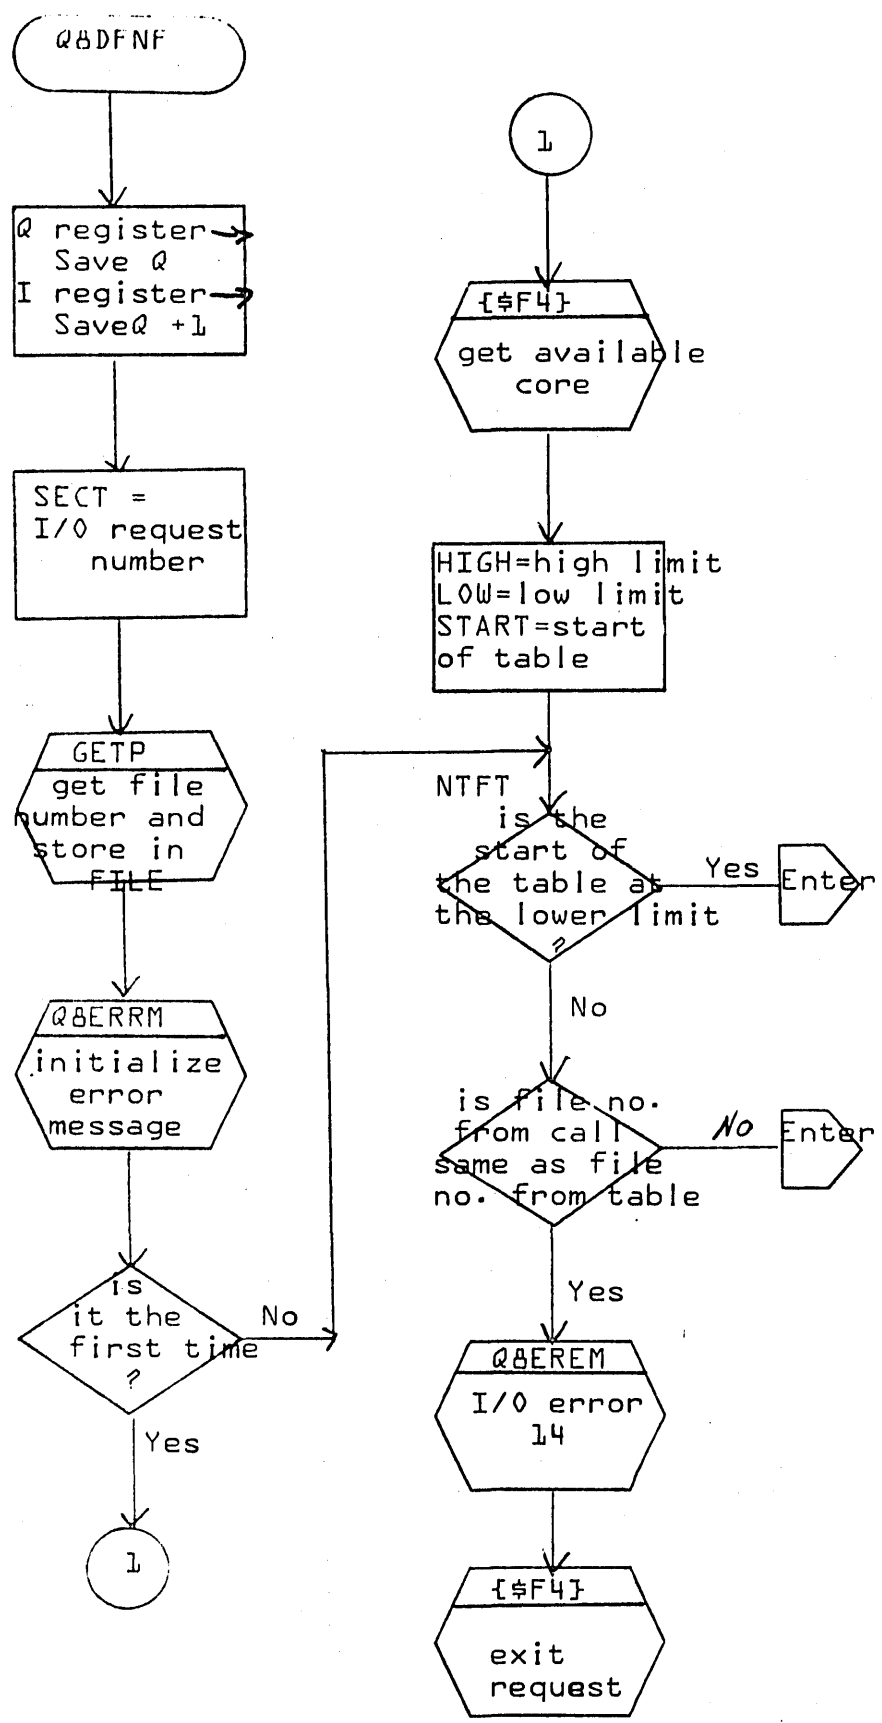 Q8DFNF
Q register→
Save Q
I register→
SaveQ +1
SECT =
I/O request
number
GETP
get file
number and
store in
FILE
Q8ERRM
initialize
error
message
is
it the
first time
?
No
Yes
1
1
{$F4}
get available
core
HIGH=high limit
LOW=low limit
START=start
of table
NTFT
is the
start of
the table at
the lower limit
?
Yes
Enter
No
is file no.
from call
same as file
no. from table
No
Enter
Yes
Q8EREM
I/O error
14
{$F4}
exit
request